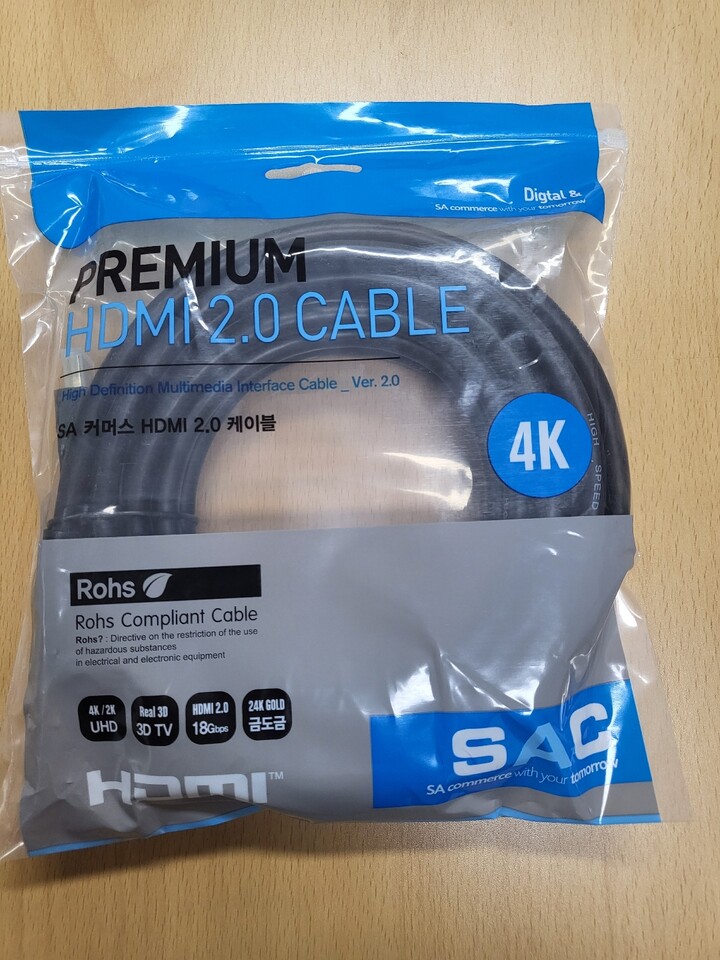 Digtal &
SA commerce with your tomorrow
PREMIUM
HDMI 2.0 CABLE
High Definition Multimedia Interface Cable _ Ver. 2.0
SA 커머스 HDMI 2.0 케이블
4K
HIGH SPEED
Rohs
Rohs Compliant Cable
Rohs? : Directive on the restriction of the use
of hazardous substances
in electrical and electronic equipment
4K / 2K
UHD
Real 3D
3D TV
HDMI 2.0
18Gbps
24K GOLD
금도금
HDMI™
SAC
SA commerce with your tomorrow